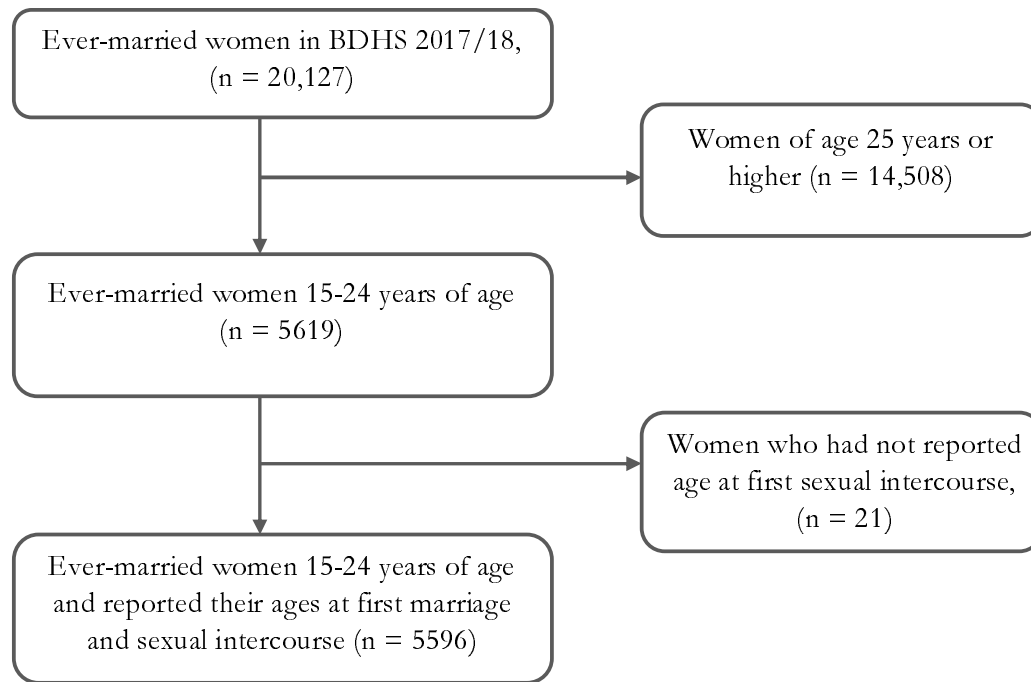 Ever-married women in BDHS 2017/18,
(n = 20,127)
Women of age 25 years or
higher (n = 14,508)
Ever-married women 15-24 years of age
(n = 5619)
Women who had not reported
age at first sexual intercourse,
(n = 21)
Ever-married women 15-24 years of age
and reported their ages at first marriage
and sexual intercourse (n = 5596)